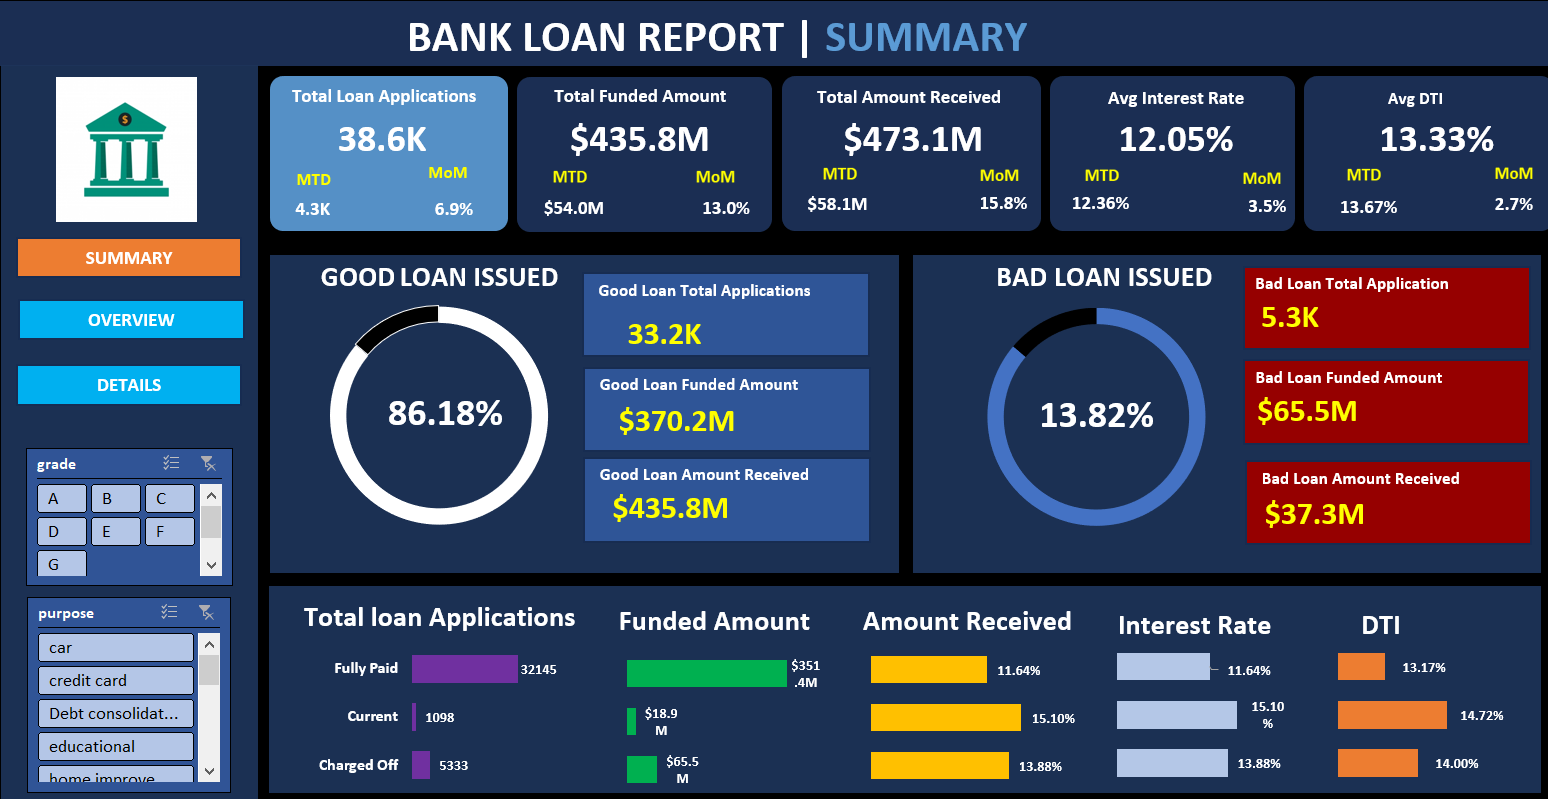 BANK LOAN REPORT | SUMMARY
$
SUMMARY
OVERVIEW
DETAILS
grade
A B C
D E F
G
purpose
car
credit card
Debt consolidat...
educational
home improve
Total Loan Applications
38.6K
MTD MoM
4.3K 6.9%
Total Funded Amount
$435.8M
MTD MoM
$54.0M 13.0%
Total Amount Received
$473.1M
MTD MoM
$58.1M 15.8%
Avg Interest Rate
12.05%
MTD MoM
12.36% 3.5%
Avg DTI
13.33%
MTD MoM
13.67% 2.7%
GOOD LOAN ISSUED
86.18%
Good Loan Total Applications
33.2K
Good Loan Funded Amount
$370.2M
Good Loan Amount Received
$435.8M
BAD LOAN ISSUED
13.82%
Bad Loan Total Application
5.3K
Bad Loan Funded Amount
$65.5M
Bad Loan Amount Received
$37.3M
Total loan Applications
Fully Paid 32145
Current 1098
Charged Off 5333
Funded Amount
$351
.4M
$18.9
M
$65.5
M
Amount Received
11.64%
15.10%
13.88%
Interest Rate
11.64%
15.10
%
13.88%
DTI
13.17%
14.72%
14.00%